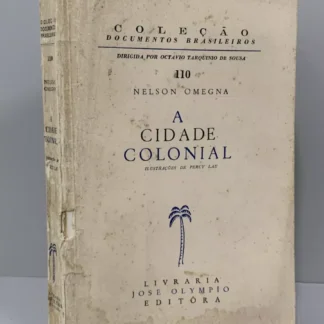 COLEÇÃO
DOCUMENTOS BRASILEIROS
DIRIGIDA POR OCTAVIO TARQUINIO DE SOUSA
110
NELSON OMEGNA
A
CIDADE
COLONIAL
ILUSTRAÇÕES DE PERCY LAU
LIVRARIA
JOSÉ OLYMPIO
EDITÔRA